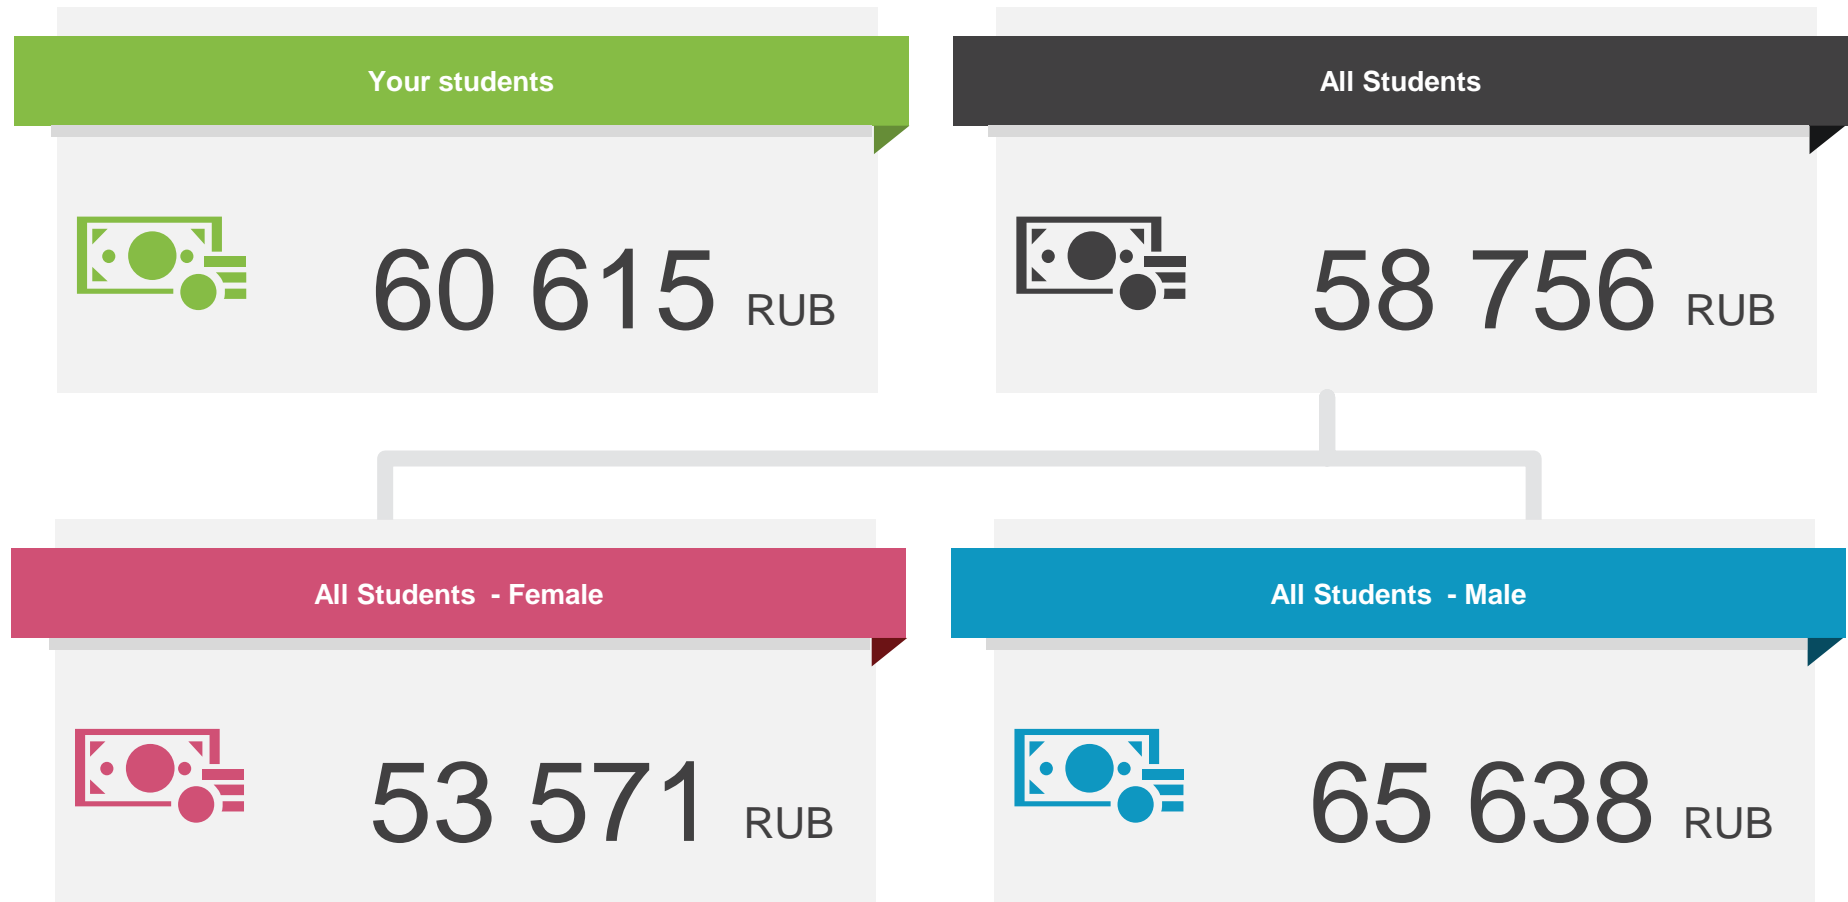 Your students
All Students
60 615 RUB
58 756 RUB
All Students - Female
All Students - Male
53 571 RUB
65 638 RUB